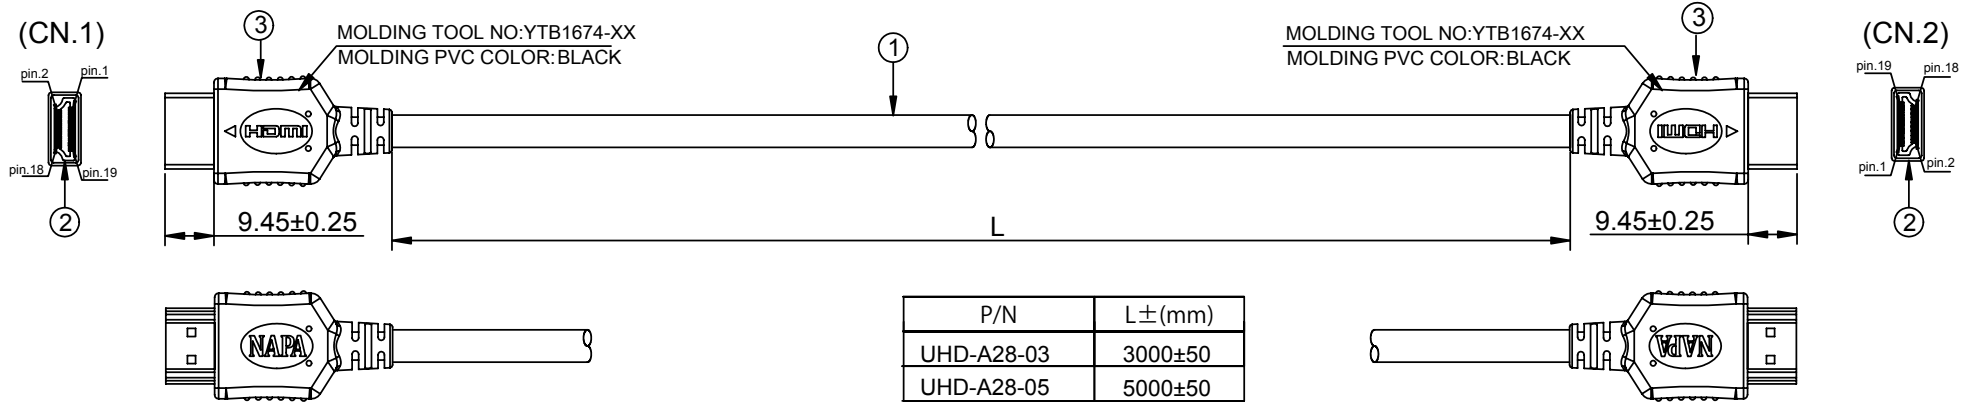 (CN.1)
pin.2
pin.1
pin.18
pin.19
2
3
MOLDING TOOL NO:YTB1674-XX
MOLDING PVC COLOR:BLACK
HDMI
9.45±0.25
1
L
MOLDING TOOL NO:YTB1674-XX
MOLDING PVC COLOR:BLACK
3
HDMI
9.45±0.25
(CN.2)
pin.19
pin.18
pin.1
pin.2
2
NAPA
P/N L±(mm)
UHD-A28-03 3000±50
UHD-A28-05 5000±50
NAPA